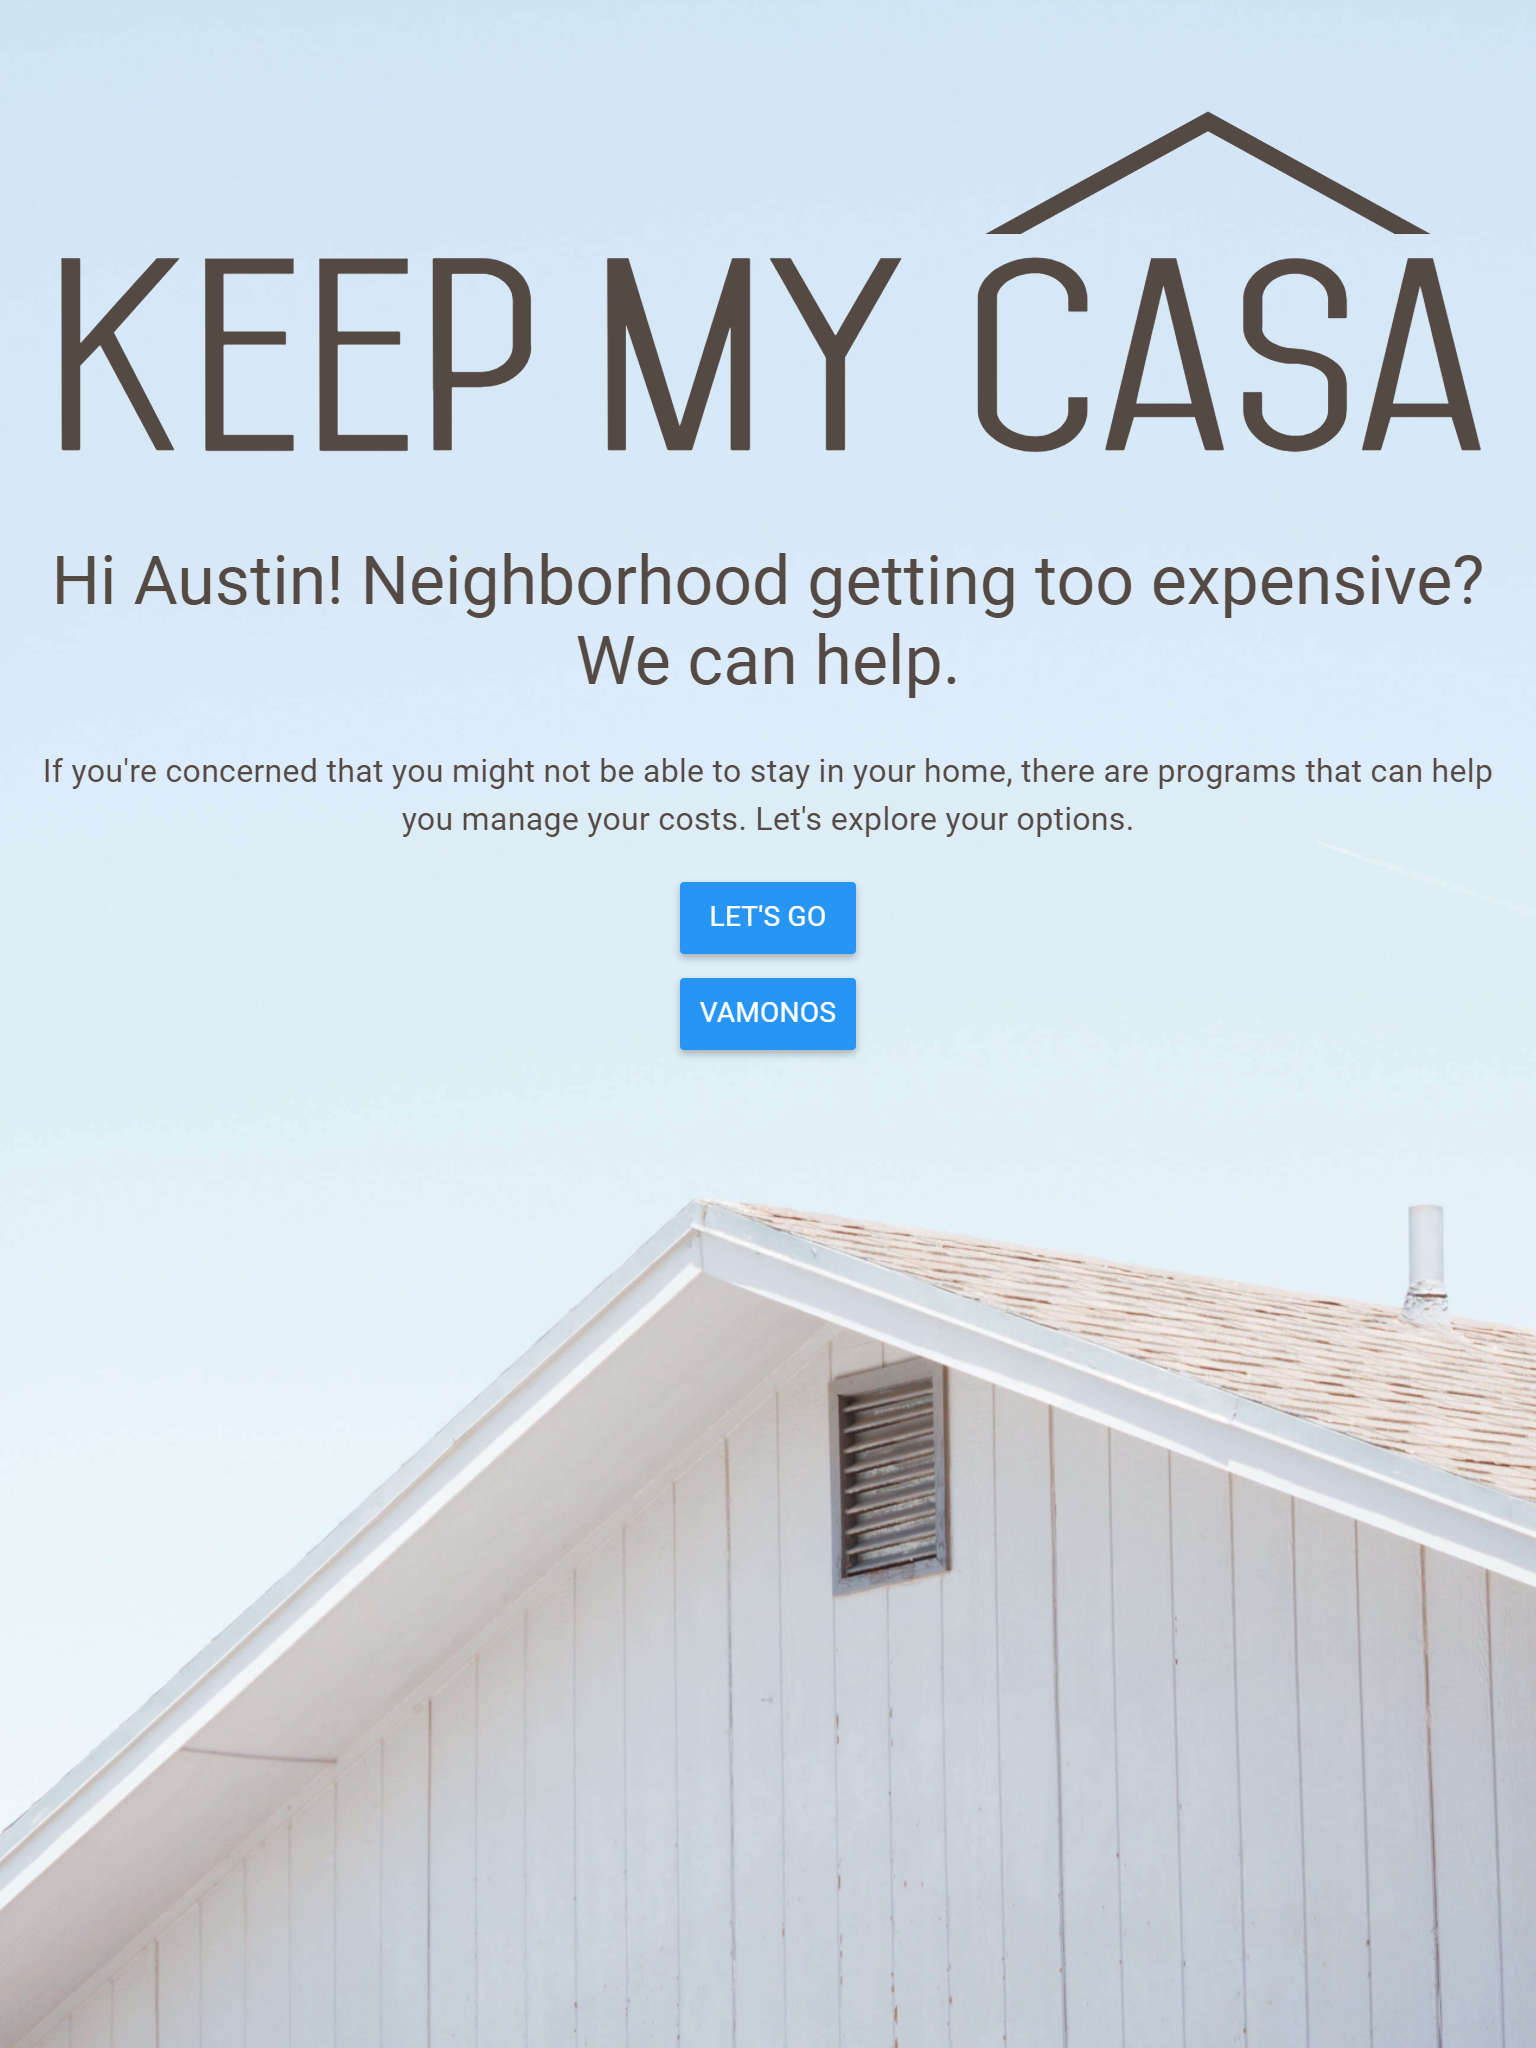 KEEP MY CASA
Hi Austin! Neighborhood getting too expensive?
We can help.
If you're concerned that you might not be able to stay in your home, there are programs that can help
you manage your costs. Let's explore your options.
LET'S GO
VAMONOS